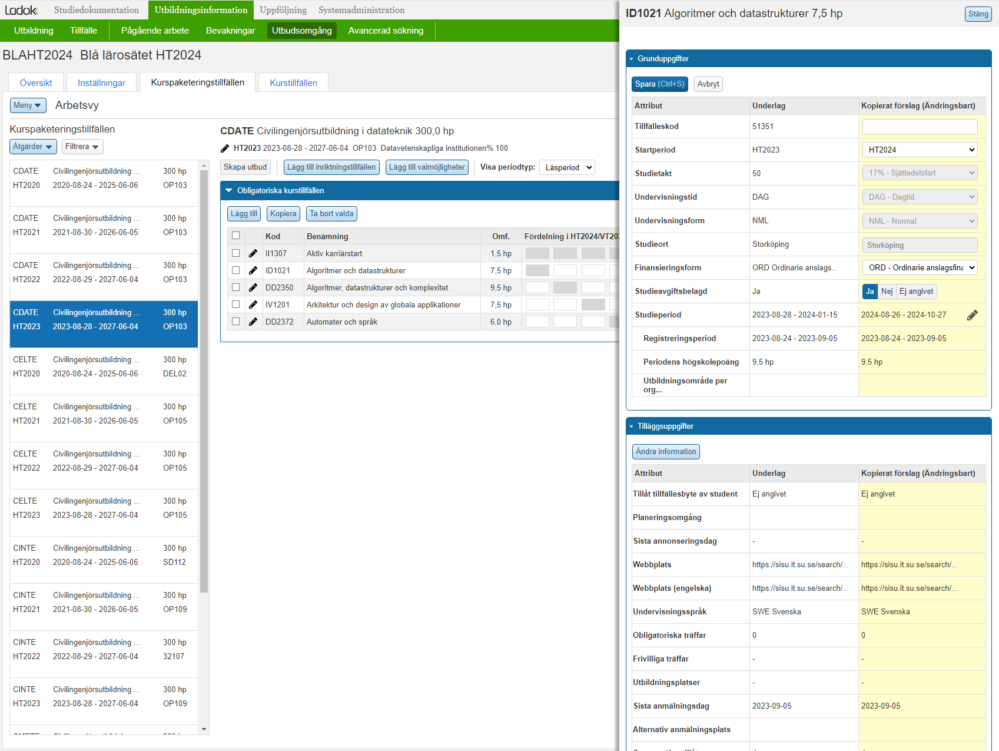 Ladok
Studiedokumentation
Utbildningsinformation
Uppföljning
Systemadministration
Utbildning
Tillfälle
Pågående arbete
Bevakningar
Utbudsomgång
Avancerad sökning
BLAHT2024 Blå lärosätet HT2024
Översikt
Inställningar
Kurspaketeringstillfällen
Kurstillfällen
Meny
Arbetsvy
Kurspaketeringstillfällen
Åtgärder
Filtrera
CDATE Civilingenjörsutbildning ... 300 hp
HT2020 2020-08-24 - 2025-06-06 OP103
CDATE Civilingenjörsutbildning ... 300 hp
HT2021 2021-08-30 - 2026-06-05 OP103
CDATE Civilingenjörsutbildning ... 300 hp
HT2022 2022-08-29 - 2027-06-04 OP103
CDATE Civilingenjörsutbildning ... 300 hp
HT2023 2023-08-28 - 2027-06-04 OP103
CELTE Civilingenjörsutbildning ... 300 hp
HT2020 2020-08-24 - 2025-06-06 DEL02
CELTE Civilingenjörsutbildning ... 300 hp
HT2021 2021-08-30 - 2026-06-05 OP105
CELTE Civilingenjörsutbildning ... 300 hp
HT2022 2022-08-29 - 2027-06-04 OP105
CELTE Civilingenjörsutbildning ... 300 hp
HT2023 2023-08-28 - 2027-06-04 OP105
CINTE Civilingenjörsutbildning ... 300 hp
HT2020 2020-08-24 - 2025-06-06 SD112
CINTE Civilingenjörsutbildning ... 300 hp
HT2021 2021-08-30 - 2026-06-05 OP109
CINTE Civilingenjörsutbildning ... 300 hp
HT2022 2022-08-29 - 2027-06-04 32107
CINTE Civilingenjörsutbildning ... 300 hp
HT2023 2023-08-28 - 2027-06-04 OP109
CDATE Civilingenjörsutbildning i datateknik 300,0 hp
HT2023 2023-08-28 - 2027-06-04 OP103 Datavetenskapliga institutionen% 100
Skapa utbud
Lägg till inriktningstillfällen
Lägg till valmöjligheter
Visa periodtyp: Läsperiod
Obligatoriska kurstillfällen
Lägg till
Kopiera
Ta bort valda
Kod Benämning Omf. Fördelning i HT2024/VT202
II1307 Aktiv karriärstart 1,5 hp
ID1021 Algoritmer och datastrukturer 7,5 hp
DD2350 Algoritmer, datastrukturer och komplexitet 9,5 hp
IV1201 Arkitektur och design av globala applikationer 7,5 hp
DD2372 Automater och språk 6,0 hp
ID1021 Algoritmer och datastrukturer 7,5 hp
Stäng
Grunduppgifter
Spara (Ctrl+S)
Avbryt
Attribut Underlag Kopierat förslag (Ändringsbart)
Tillfälleskod 51351
Startperiod HT2023 HT2024
Studietakt 50 17% - Sjättedelsfart
Undervisningstid DAG DAG - Dagtid
Undervisningsform NML NML - Normal
Studieort Storköping Storköping
Finansieringsform ORD Ordinarie anslags... ORD - Ordinarie anslagsfina
Studieavgiftsbelagd Ja Ja Nej Ej angivet
Studieperiod 2023-08-28 - 2024-01-15 2024-08-26 - 2024-10-27
Registreringsperiod 2023-08-24 - 2023-09-05 2023-08-24 - 2023-09-05
Periodens högskolepoäng 9,5 hp 9,5 hp
Utbildningsområde per
org...
Tilläggsuppgifter
Ändra information
Attribut Underlag Kopierat förslag (Ändringsbart)
Tillåt tillfällesbyte av student Ej angivet Ej angivet
Planeringsomgång
Sista annonseringsdag - -
Webbplats https://sisu.it.su.se/search/... https://sisu.it.su.se/search/...
Webbplats (engelska) https://sisu.it.su.se/search/... https://sisu.it.su.se/search/...
Undervisningsspråk SWE Svenska SWE Svenska
Obligatoriska träffar 0 0
Frivilliga träffar - -
Utbildningsplatser - -
Sista anmälningsdag 2023-09-05 2023-09-05
Alternativ anmälningsplats